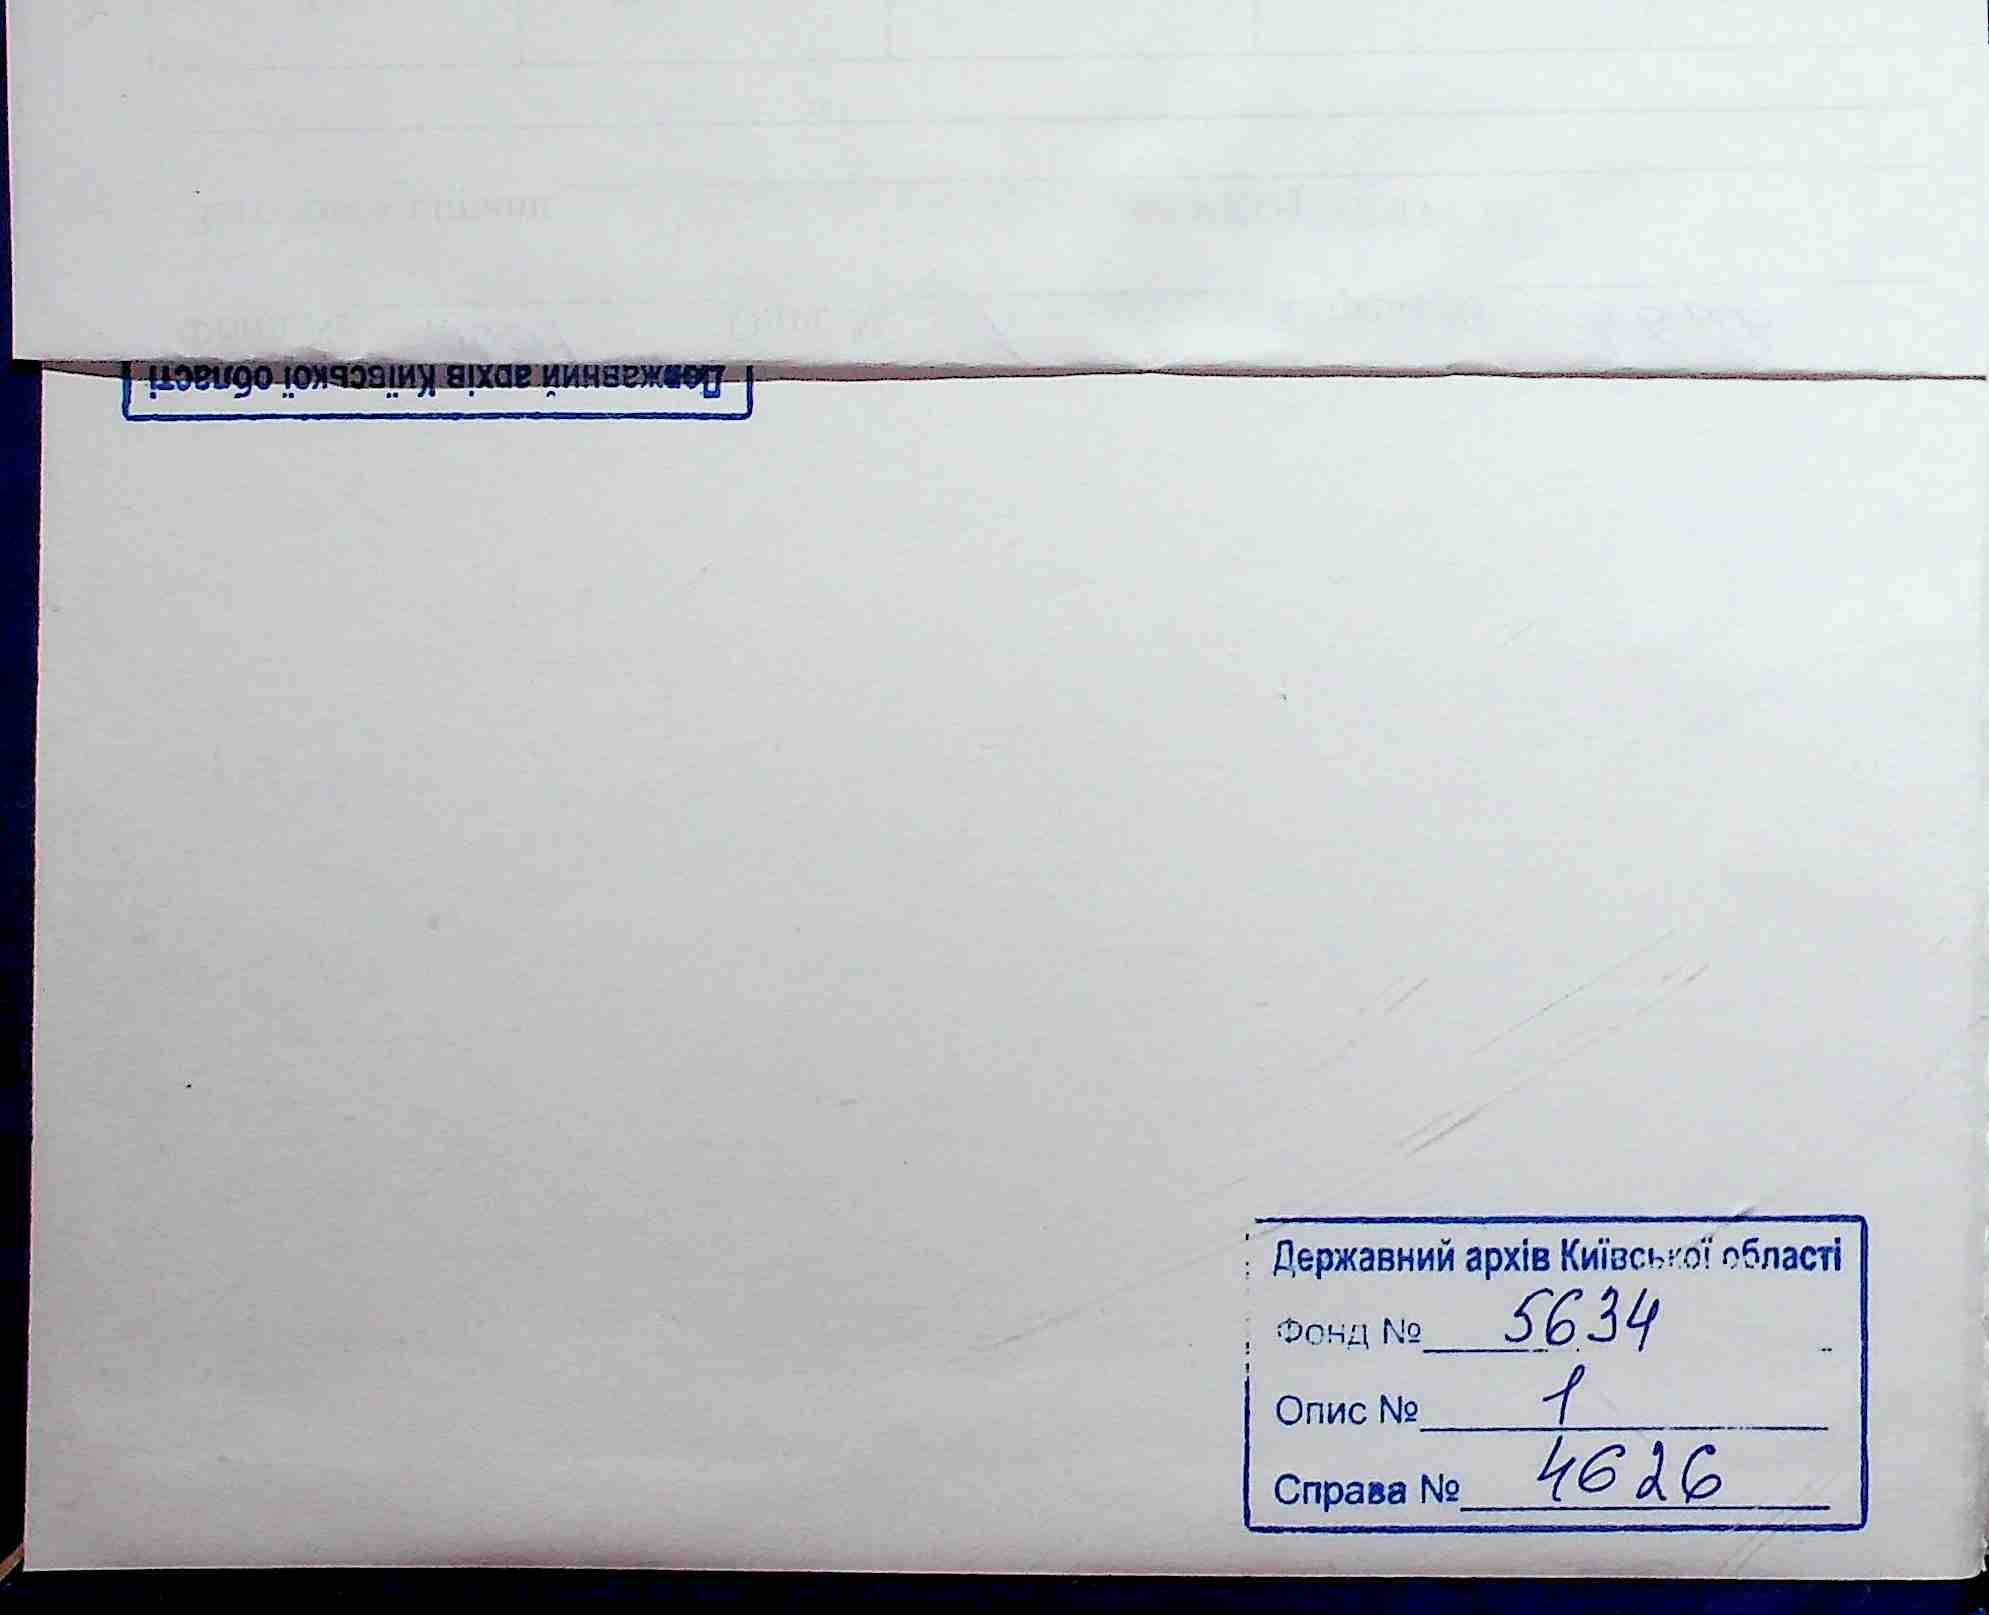 Державний архів Київської області
Державний архів Київської області
Фонд № 5634
Опис № 1
Справа № 4626